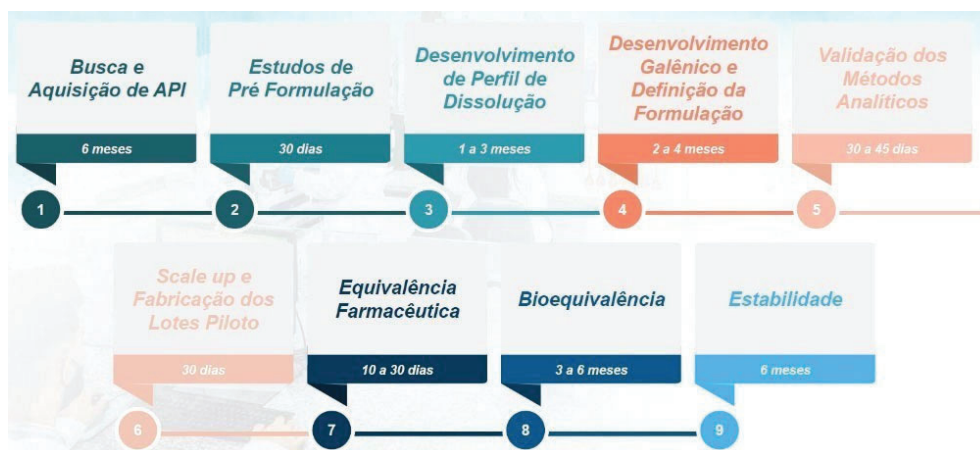 Busca e
Aquisição de API
6 meses
1
Estudos de
Pré Formulação
30 dias
2
Desenvolvimento
de Perfil de
Dissolução
1 a 3 meses
3
Desenvolvimento
Galênico e
Definição da
Formulação
2 a 4 meses
4
Validação dos
Métodos
Analíticos
30 a 45 dias
5
Scale up e
Fabricação dos
Lotes Piloto
30 dias
6
Equivalência
Farmacêutica
10 a 30 dias
7
Bioequivalência
3 a 6 meses
8
Estabilidade
6 meses
9